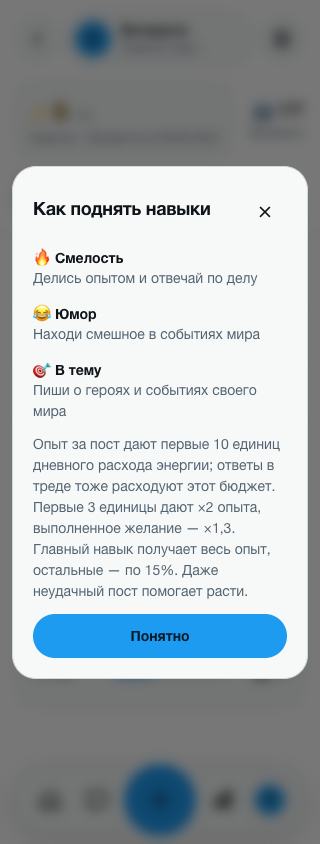 Как поднять навыки
🔥 Смелость
Делись опытом и отвечай по делу
😂 Юмор
Находи смешное в событиях мира
🎯 В тему
Пиши о героях и событиях своего
мира
Опыт за пост дают первые 10 единиц
дневного расхода энергии; ответы в
треде тоже расходуют этот бюджет.
Первые 3 единицы дают ×2 опыта,
выполненное желание — ×1,3.
Главный навык получает весь опыт,
остальные — по 15%. Даже
неудачный пост помогает расти.
Понятно